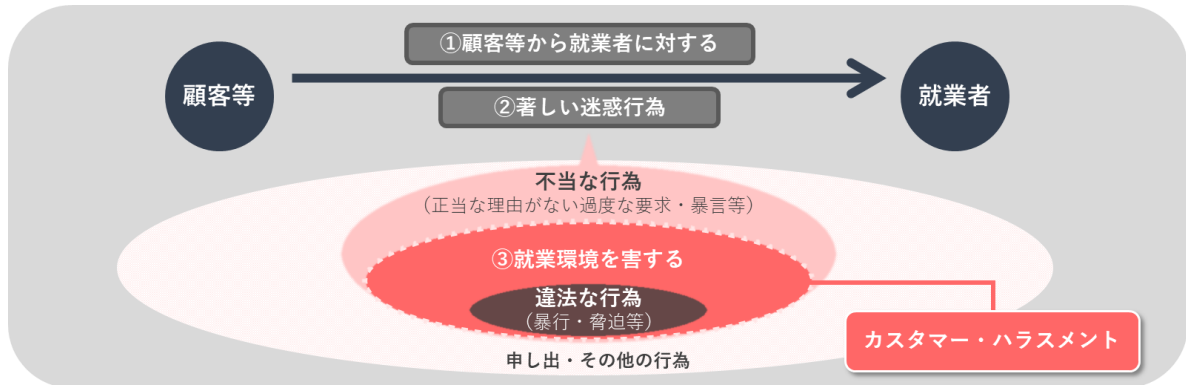 ①顧客等から就業者に対する
顧客等
就業者
②著しい迷惑行為
不当な行為
（正当な理由がない過度な要求・暴言等）
③就業環境を害する
違法な行為
（暴行・脅迫等）
カスタマー・ハラスメント
申し出・その他の行為